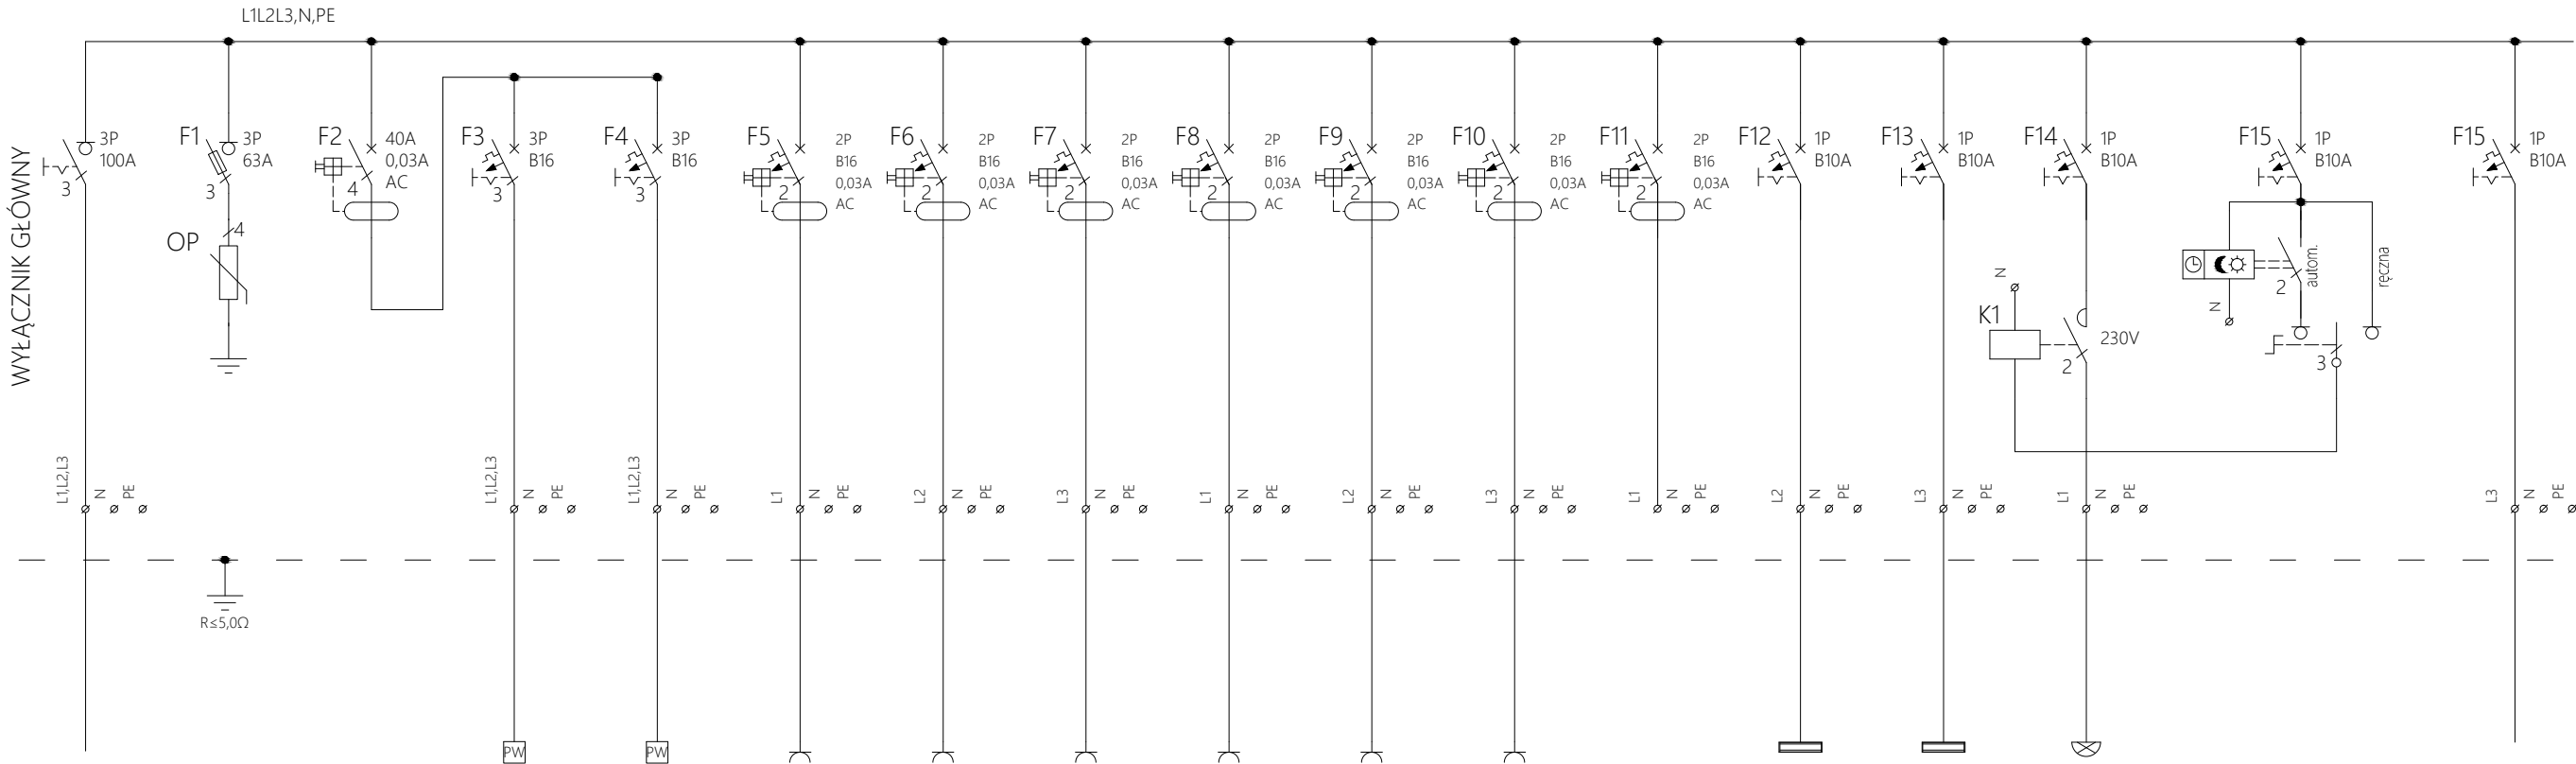 L1L2L3,N,PE
WYŁĄCZNIK GŁÓWNY
3P
100A
3
F1
3P
63A
3
4
OP
F2
40A
0,03A
AC
4
F3
3P
B16
3
F4
3P
B16
3
F5
2P
B16
0,03A
AC
2
F6
2P
B16
0,03A
AC
2
F7
2P
B16
0,03A
AC
2
F8
2P
B16
0,03A
AC
2
F9
2P
B16
0,03A
AC
2
F10
2P
B16
0,03A
AC
2
F11
2P
B16
0,03A
AC
2
F12
1P
B10A
F13
1P
B10A
F14
1P
B10A
N
K1
230V
2
F15
1P
B10A
N
2
autom.
ręczna
3
F15
1P
B10A
L1,L2,L3 N PE
L1,L2,L3 N PE
L1,L2,L3 N PE
L1 N PE
L2 N PE
L3 N PE
L1 N PE
L2 N PE
L3 N PE
L1 N PE
L2 N PE
L3 N PE
L1 N PE
L3 N PE
R≤5,0Ω
PW
PW